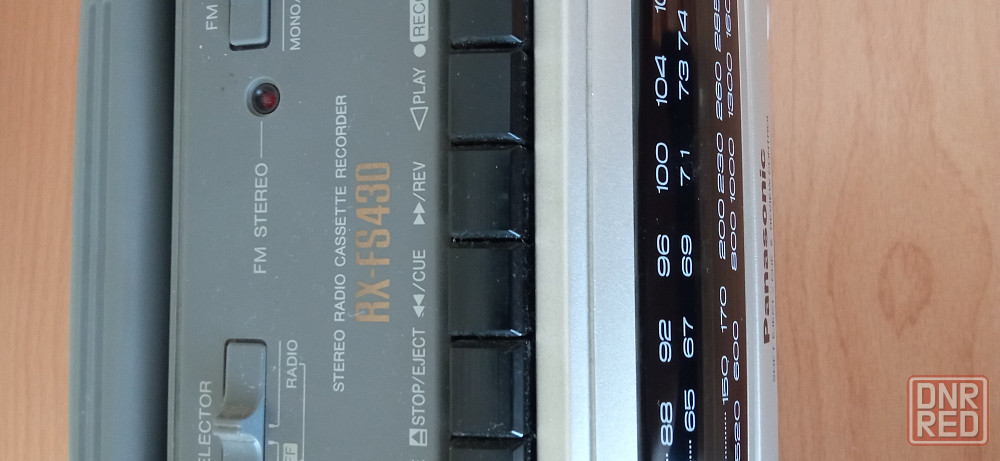 FM
MONO/
FM STEREO
SELECTOR
RADIO
OFF
STEREO RADIO CASSETTE RECORDER
RX-FS430
STOP/EJECT ◀◀/CUE ▶▶/REV ◁PLAY ●REC
88 92 96 100 104
65 67 69 71 73 74
150 170 200 230 260 285
520 600 800 1000 1300 160
Panasonic
DNR
RED